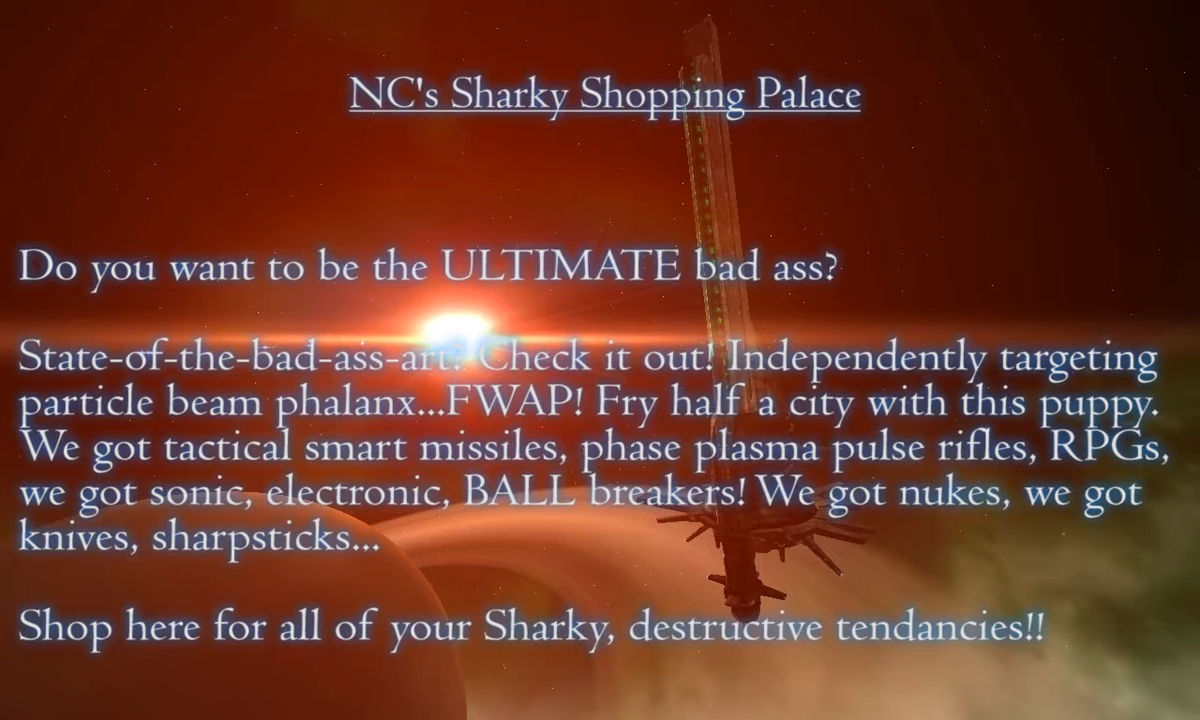 NC's Sharky Shopping Palace
Do you want to be the ULTIMATE bad ass?
State-of-the-bad-ass-art! Check it out! Independently targeting
particle beam phalanx...FWAP! Fry half a city with this puppy.
We got tactical smart missiles, phase plasma pulse rifles, RPGs,
we got sonic, electronic, BALL breakers! We got nukes, we got
knives, sharpsticks...
Shop here for all of your Sharky, destructive tendancies!!